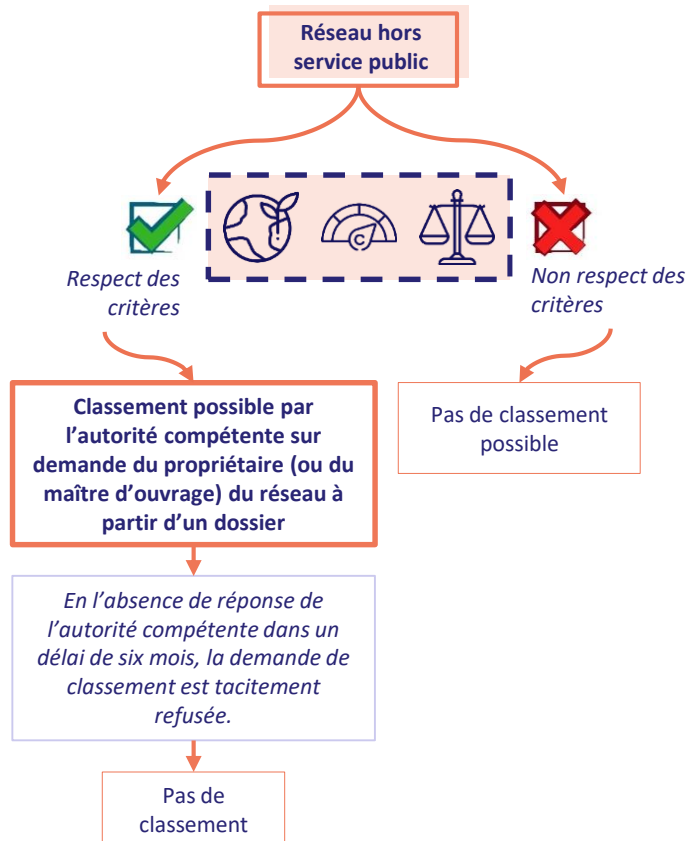 Réseau hors
service public
C
Respect des
critères
Non respect des
critères
Classement possible par
l’autorité compétente sur
demande du propriétaire (ou du
maître d’ouvrage) du réseau à
partir d’un dossier
Pas de classement
possible
En l’absence de réponse de
l’autorité compétente dans un
délai de six mois, la demande de
classement est tacitement
refusée.
Pas de
classement